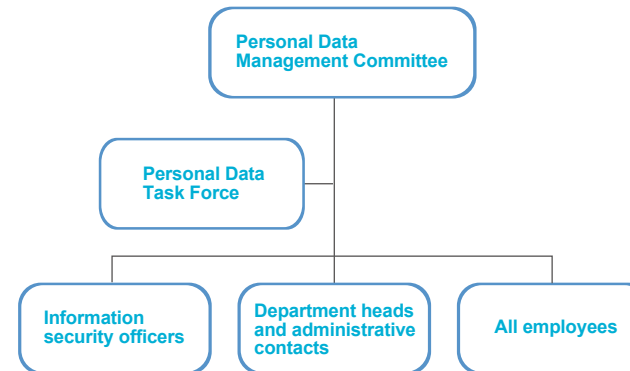 Personal Data
Management Committee
Personal Data
Task Force
Information
security officers
Department heads
and administrative
contacts
All employees